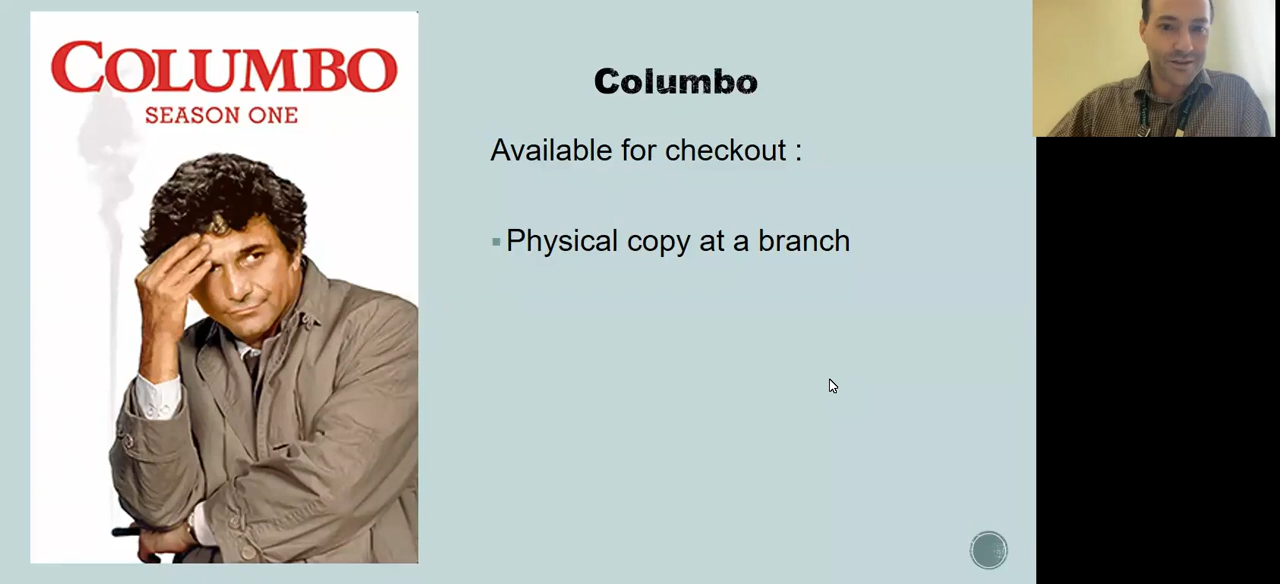 COLUMBO
SEASON ONE
Columbo
Available for checkout :
Physical copy at a branch